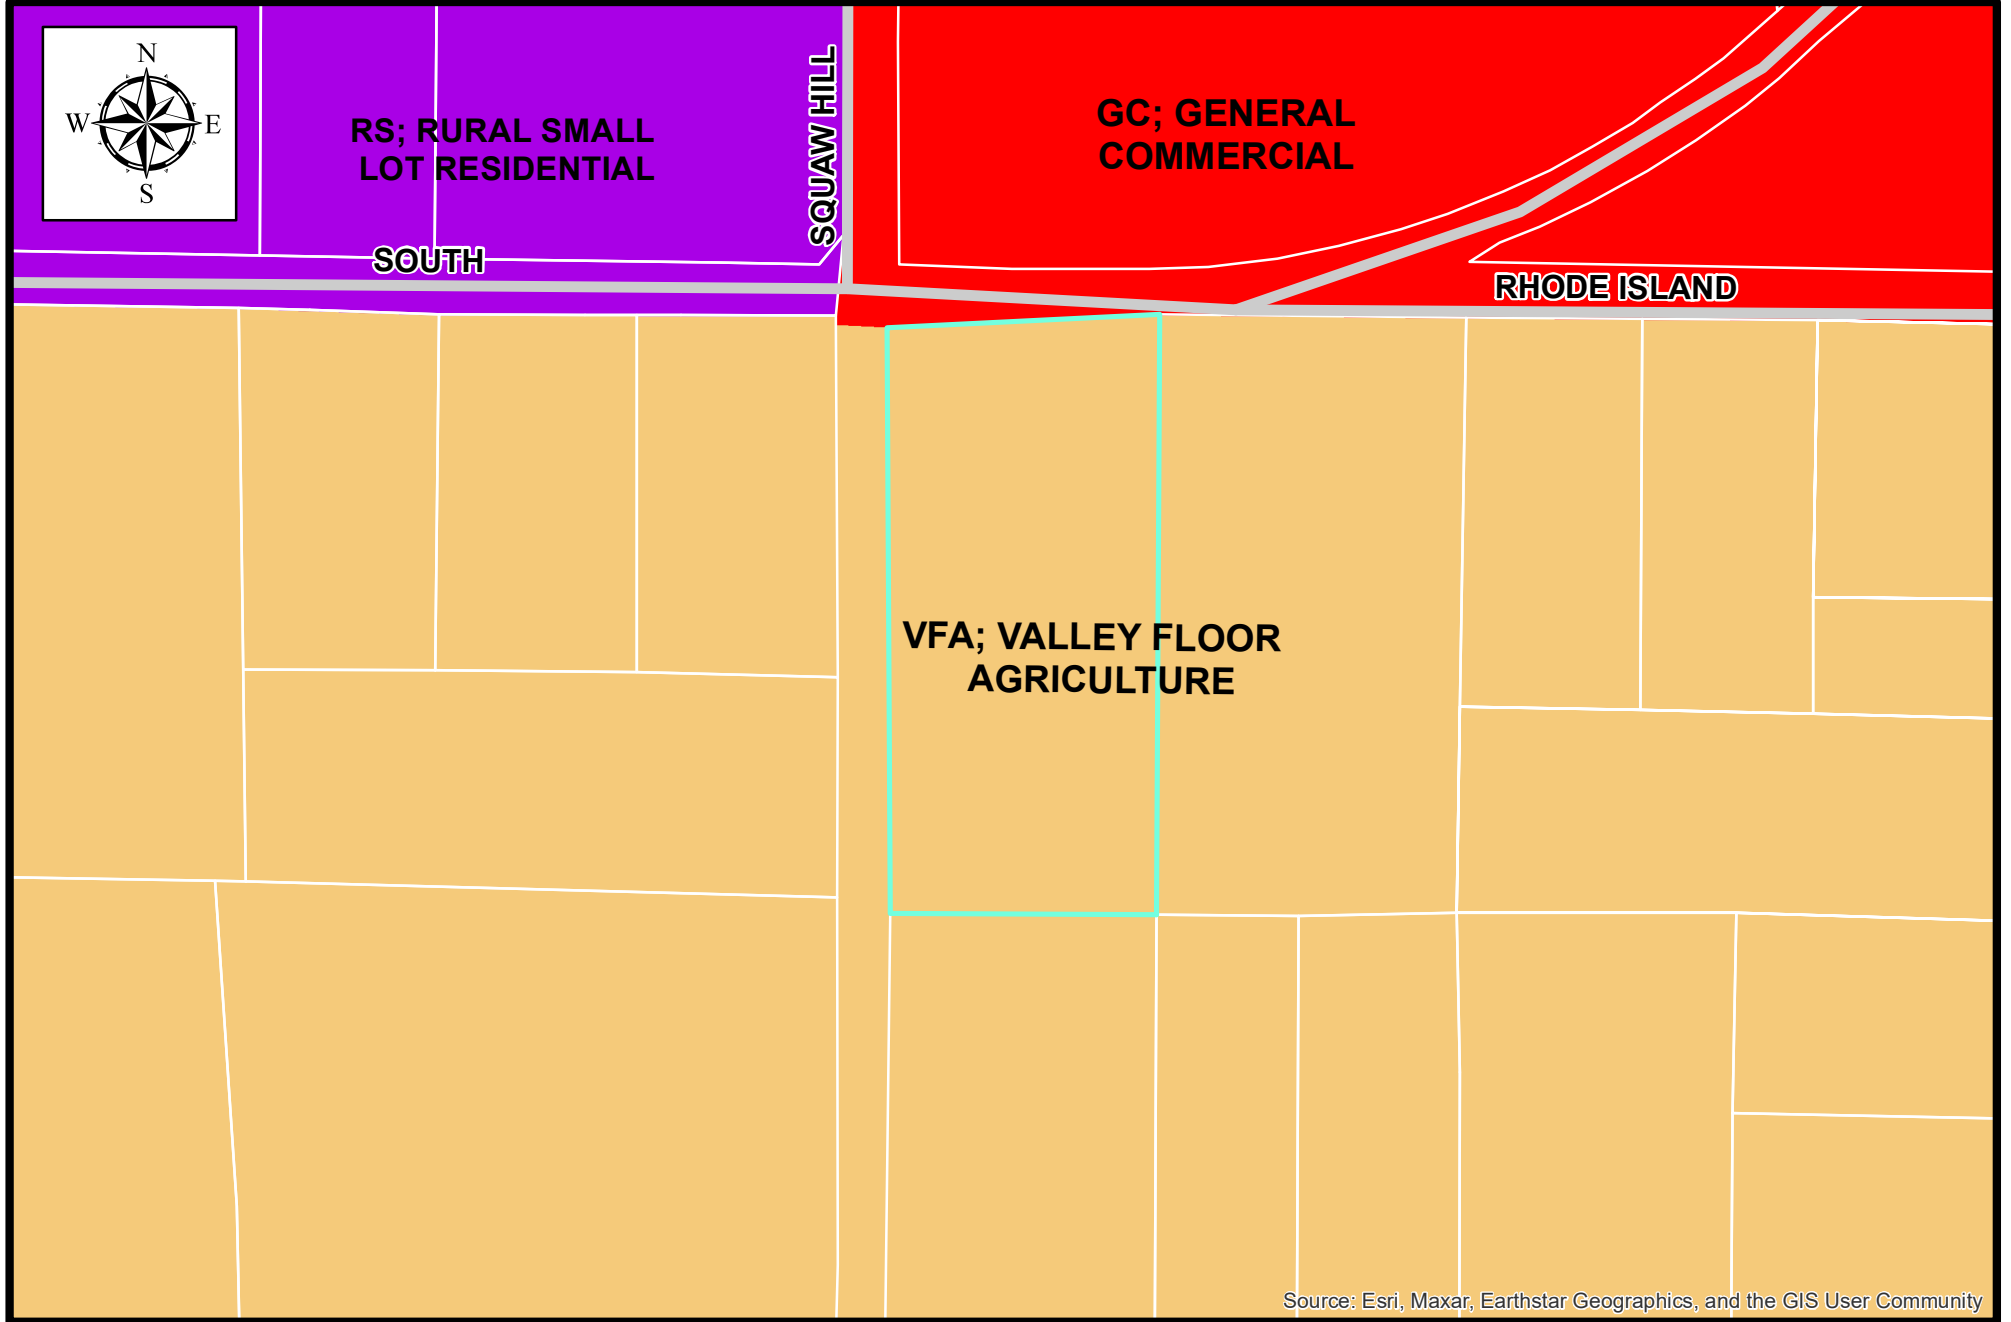 N
W E
S
RS; RURAL SMALL
LOT RESIDENTIAL
SQUAW HILL
GC; GENERAL
COMMERCIAL
SOUTH
RHODE ISLAND
VFA; VALLEY FLOOR
AGRICULTURE
Source: Esri, Maxar, Earthstar Geographics, and the GIS User Community